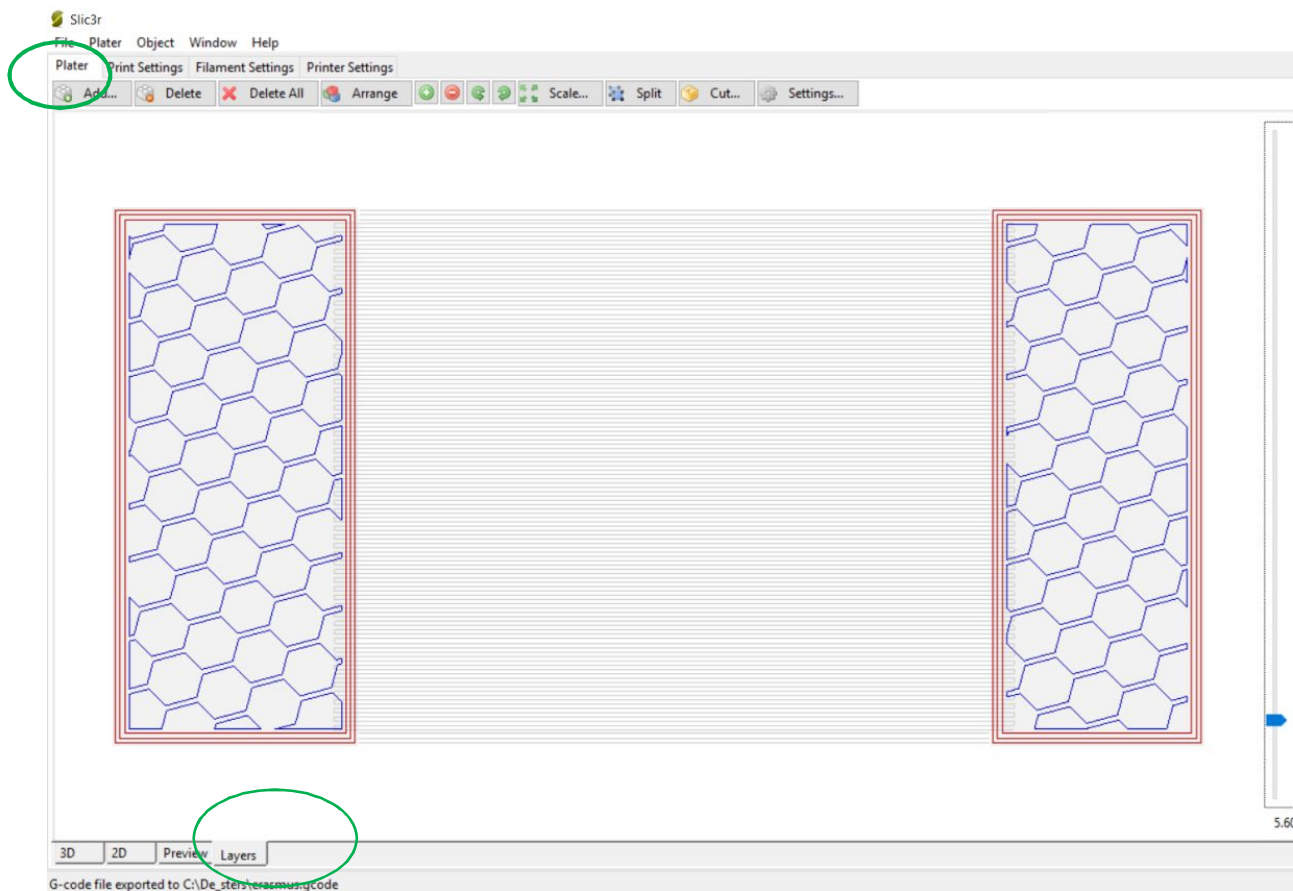 Slic3r
File Plater Object Window Help
Plater Print Settings Filament Settings Printer Settings
Add... Delete Delete All Arrange Scale... Split Cut... Settings...
5.60
3D 2D Preview Layers
G-code file exported to C:\De_sters\erasmus.gcode